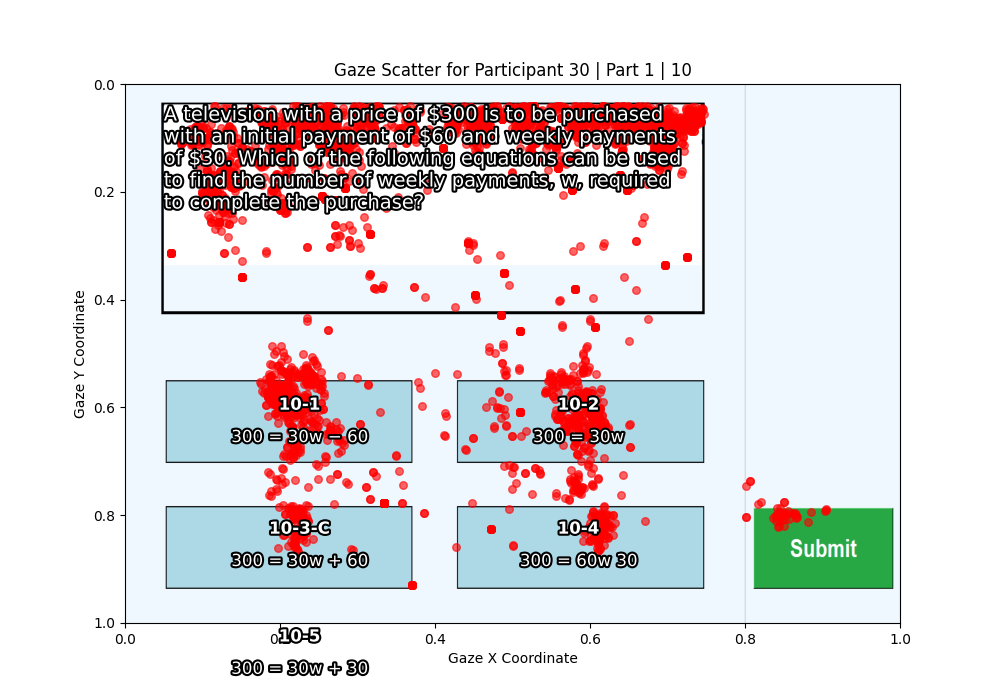 Gaze Scatter for Participant 30 | Part 1 | 10
0.0
0.2
0.4
0.6
0.8
1.0
Gaze Y Coordinate
A television with a price of $300 is to be purchased
with an initial payment of $60 and weekly payments
of $30. Which of the following equations can be used
to find the number of weekly payments, w, required
to complete the purchase?
10-1
300 = 30w − 60
10-2
300 = 30w
10-3-C
300 = 30w + 60
10-4
300 = 60w 30
Submit
0.0
0.2
0.4
0.6
0.8
1.0
10-5
300 = 30w + 30
Gaze X Coordinate